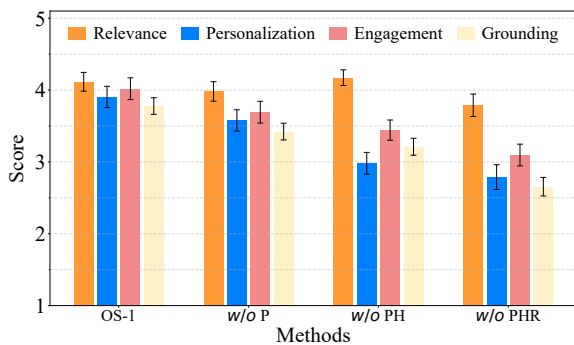 5
Relevance Personalization Engagement Grounding
4
3
2
1
Score
OS-1 w/o P w/o PH w/o PHR
Methods